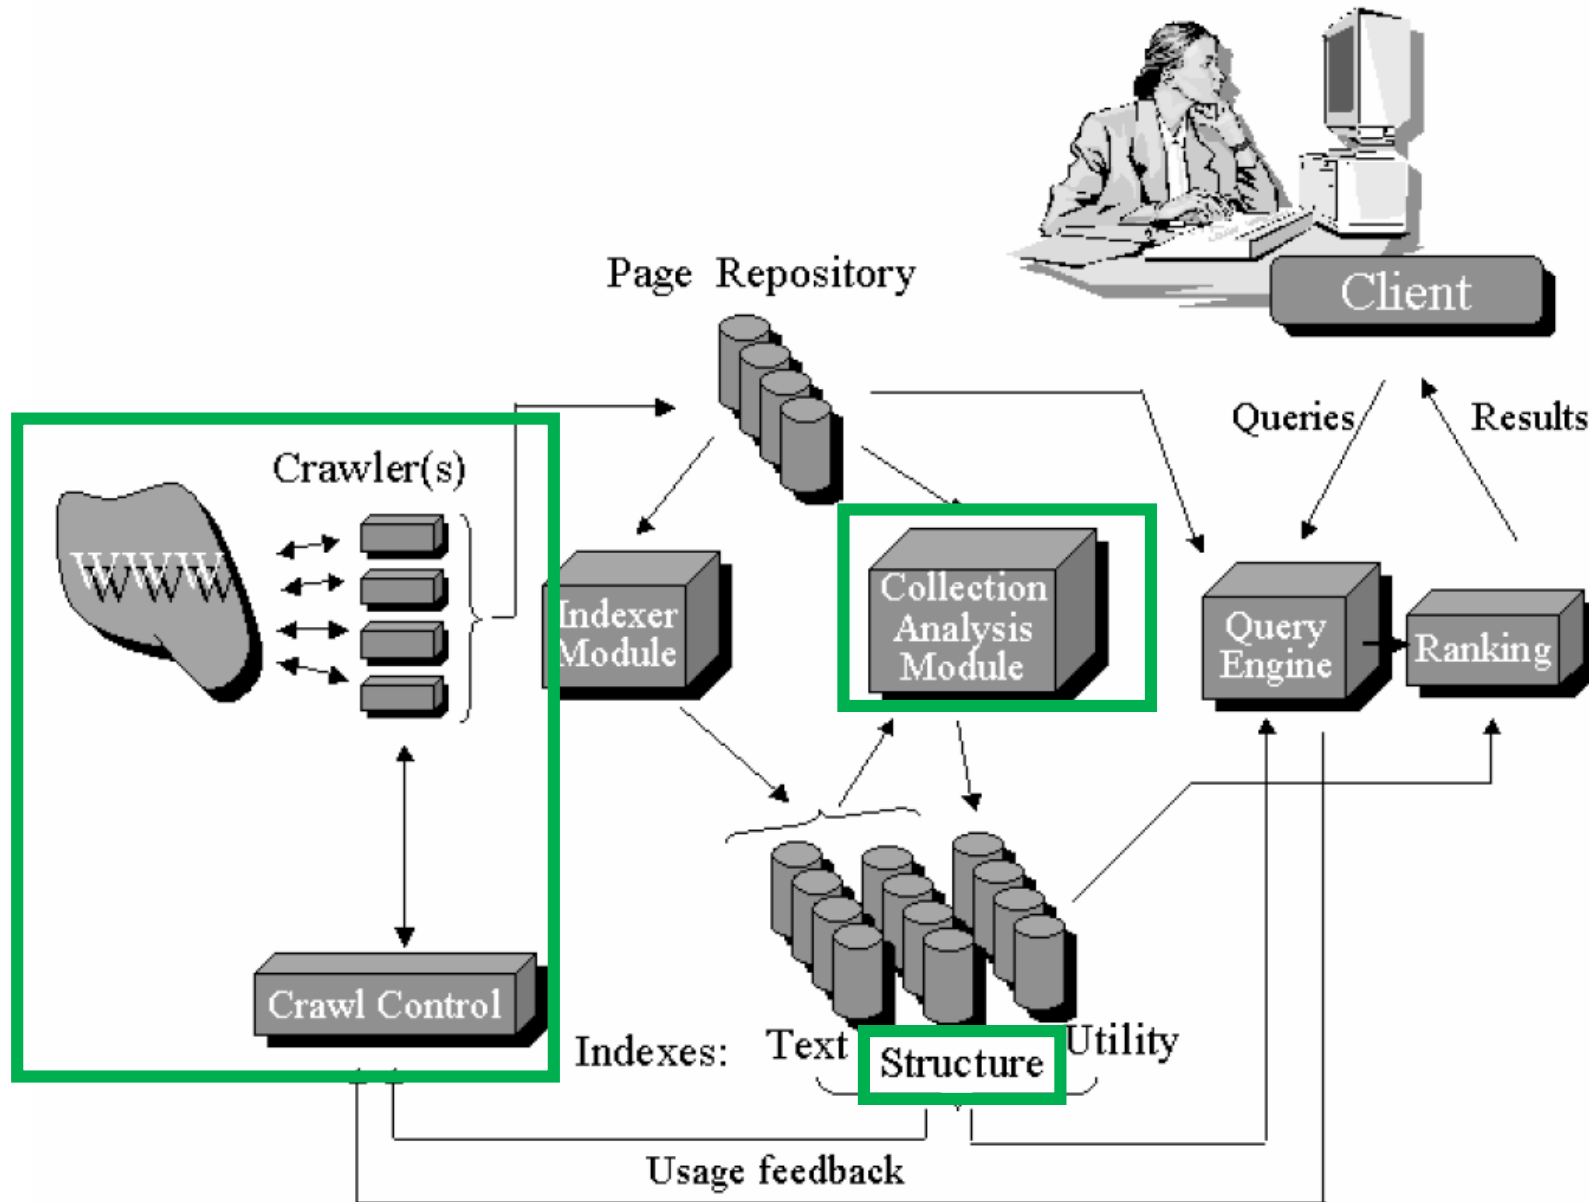 Page Repository
Client
Queries
Results
Crawler(s)
WWW
Indexer
Module
Collection
Analysis
Module
Query
Engine
Ranking
Crawl Control
Indexes:
Text
Structure
Utility
Usage feedback